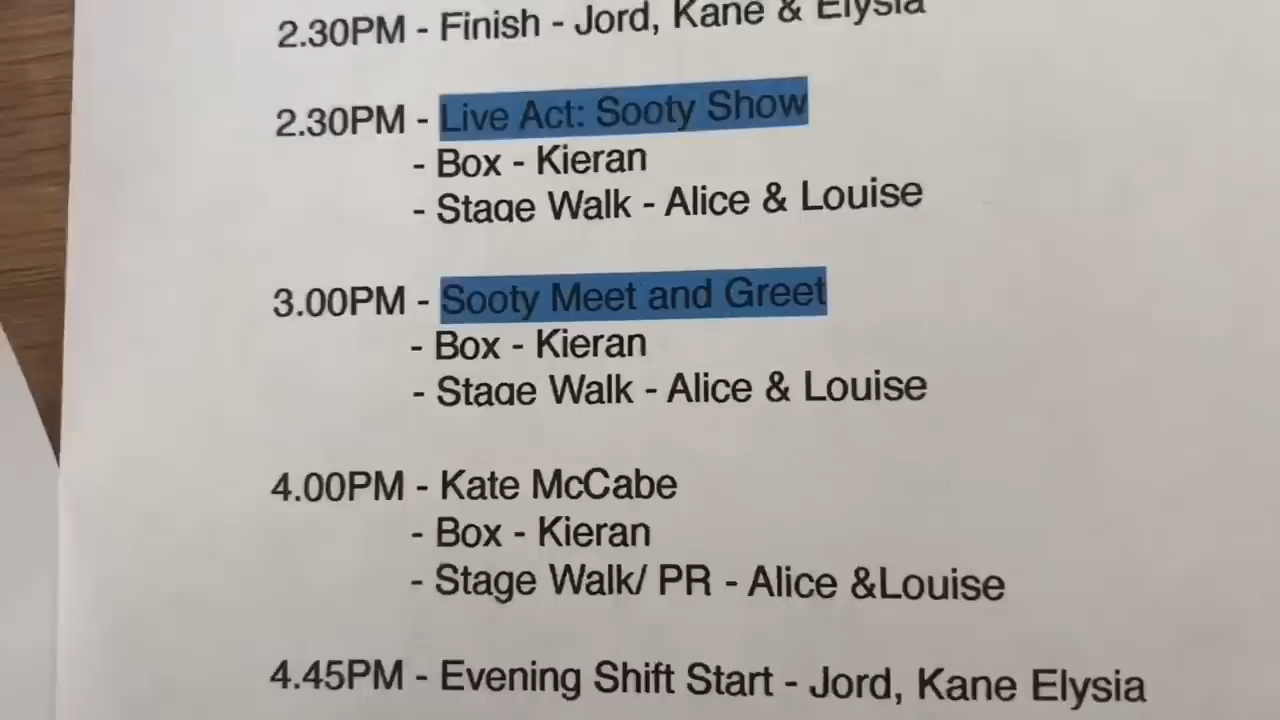 2.30PM - Finish - Jord, Kane & Elysia
2.30PM - Live Act: Sooty Show
- Box - Kieran
- Stage Walk - Alice & Louise
3.00PM - Sooty Meet and Greet
- Box - Kieran
- Stage Walk - Alice & Louise
4.00PM - Kate McCabe
- Box - Kieran
- Stage Walk/ PR - Alice &Louise
4.45PM - Evening Shift Start - Jord, Kane Elysia